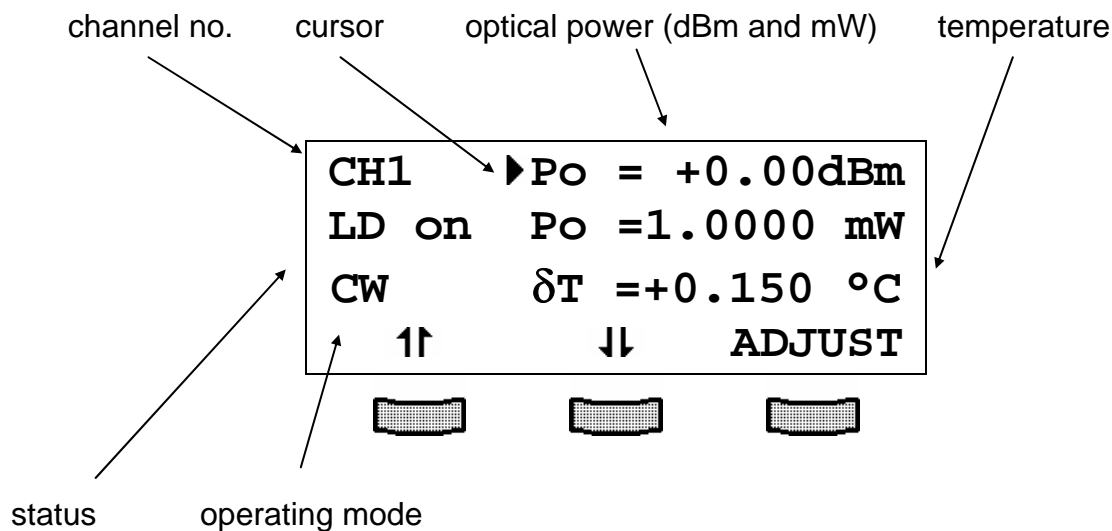 channel no. cursor optical power (dBm and mW) temperature
CH1 Po = +0.00dBm
LD on Po =1.0000 mW
CW δT =+0.150 °C
ADJUST
status operating mode